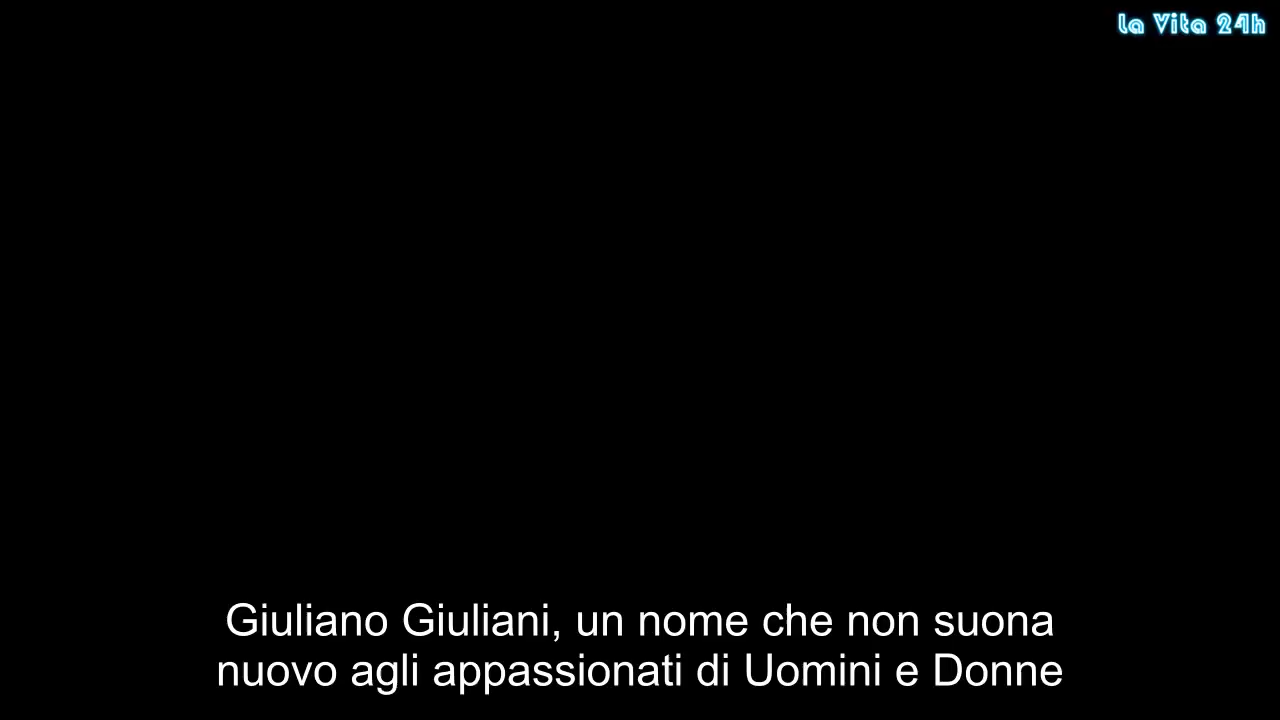 La Vita 24h
Giuliano Giuliani, un nome che non suona
nuovo agli appassionati di Uomini e Donne